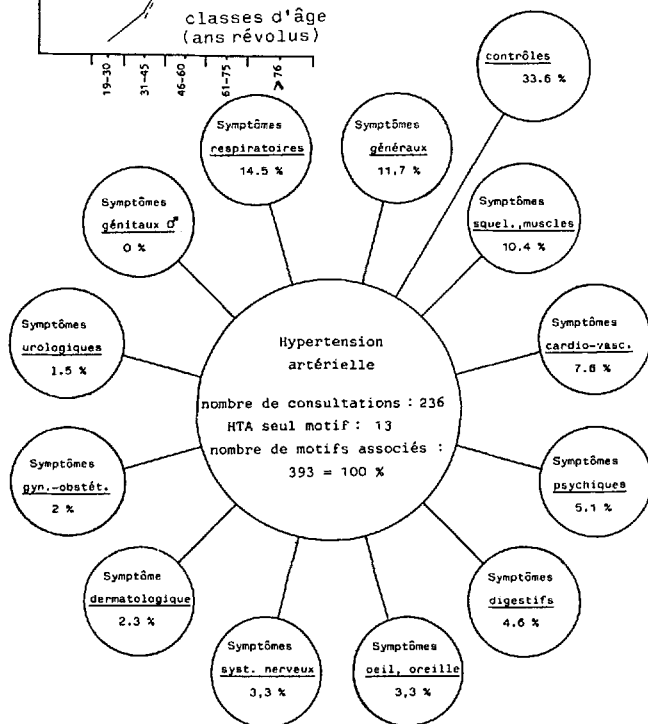 classes d'âge
(ans révolus)
19-30
31-45
46-60
61-75
> 76
contrôles
33.6 %
Symptômes
respiratoires
14.5 %
Symptômes
généraux
11,7 %
Symptômes
génitaux ♂
0 %
Symptômes
squel.,muscles
10.4 %
Symptômes
urologiques
1.5 %
Hypertension
artérielle
nombre de consultations : 236
HTA seul motif : 13
nombre de motifs associés :
393 = 100 %
Symptômes
cardio-vasc.
7.6 %
Symptômes
gyn.-obstét.
2 %
Symptômes
psychiques
5.1 %
Symptôme
dermatologique
2.3 %
Symptômes
digestifs
4.6 %
Symptômes
syst. nerveux
3,3 %
Symptômes
oeil, oreille
3,3 %